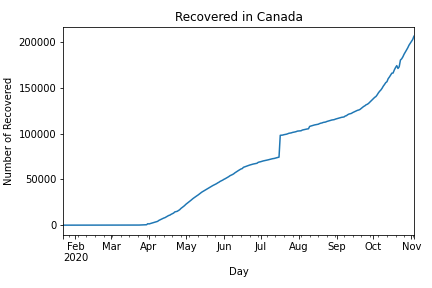 Recovered in Canada
Number of Recovered
200000
150000
100000
50000
0
Feb Mar Apr May Jun Jul Aug Sep Oct Nov
2020
Day